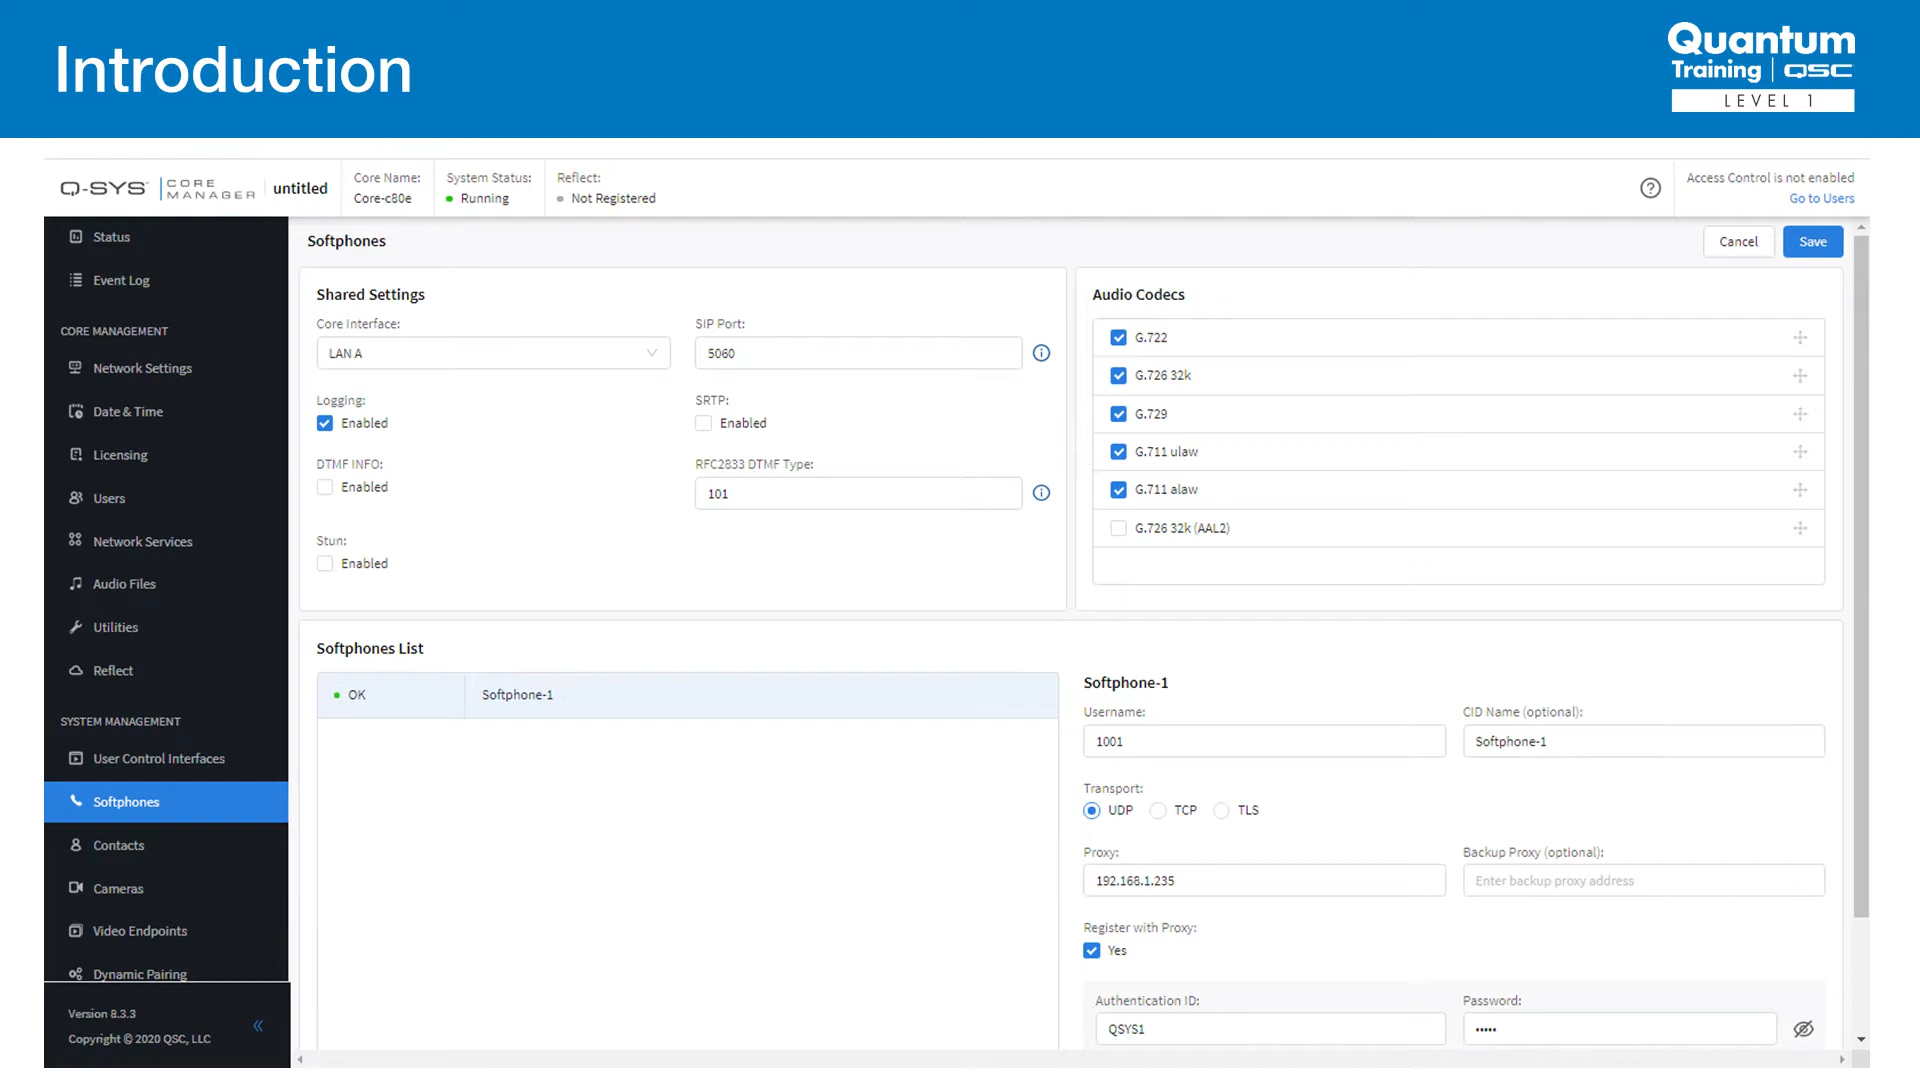 Introduction
Quantum
Training | QSC
LEVEL 1
Q-SYS CORE MANAGER untitled
Core Name:
Core-c80e
System Status:
Running
Reflect:
Not Registered
Access Control is not enabled
Go to Users
Status
Event Log
CORE MANAGEMENT
Network Settings
Date & Time
Licensing
Users
Network Services
Audio Files
Utilities
Reflect
SYSTEM MANAGEMENT
User Control Interfaces
Softphones
Contacts
Cameras
Video Endpoints
Dynamic Pairing
Version 8.3.3
Copyright © 2020 QSC, LLC
Softphones
Cancel
Save
Shared Settings
Core Interface:
LAN A
SIP Port:
5060
Logging:
Enabled
SRTP:
Enabled
DTMF INFO:
Enabled
RFC2833 DTMF Type:
101
Stun:
Enabled
Audio Codecs
G.722
G.726 32k
G.729
G.711 ulaw
G.711 alaw
G.726 32k (AAL2)
Softphones List
OK Softphone-1
Softphone-1
Username:
1001
CID Name (optional):
Softphone-1
Transport:
UDP TCP TLS
Proxy:
192.168.1.235
Backup Proxy (optional):
Enter backup proxy address
Register with Proxy:
Yes
Authentication ID:
QSYS1
Password:
•••••